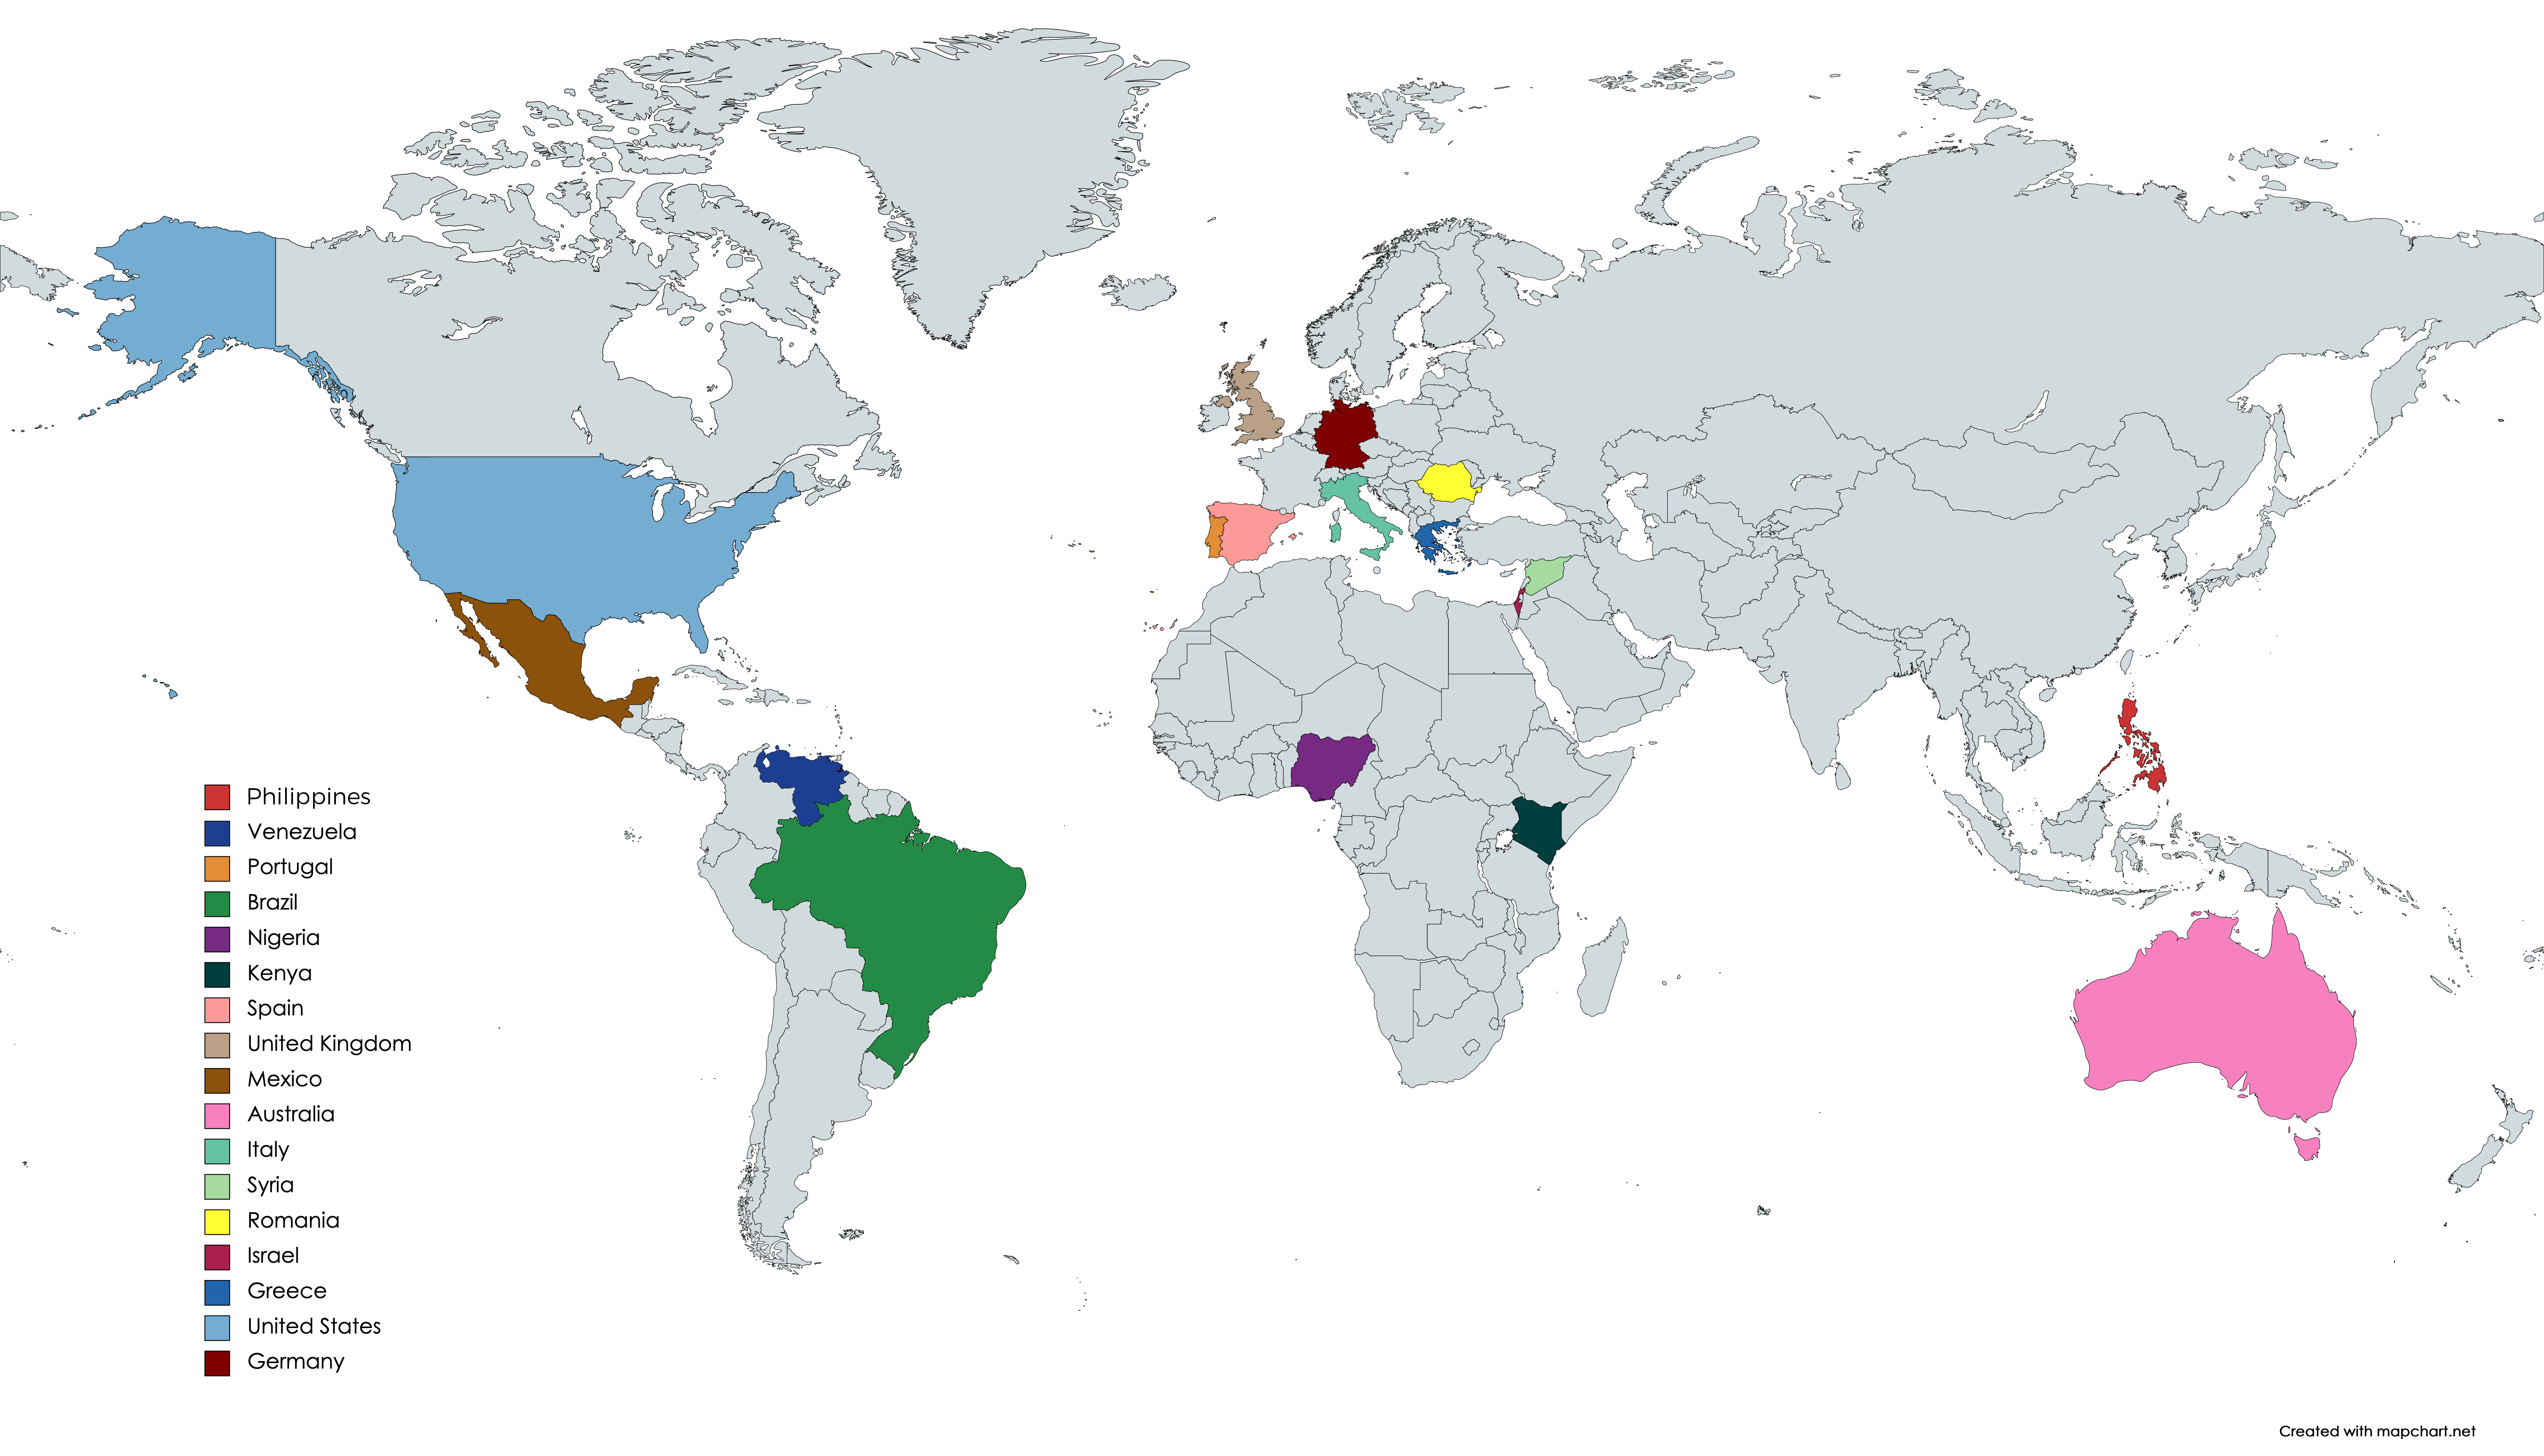 Philippines
Venezuela
Portugal
Brazil
Nigeria
Kenya
Spain
United Kingdom
Mexico
Australia
Italy
Syria
Romania
Israel
Greece
United States
Germany
Created with mapchart.net